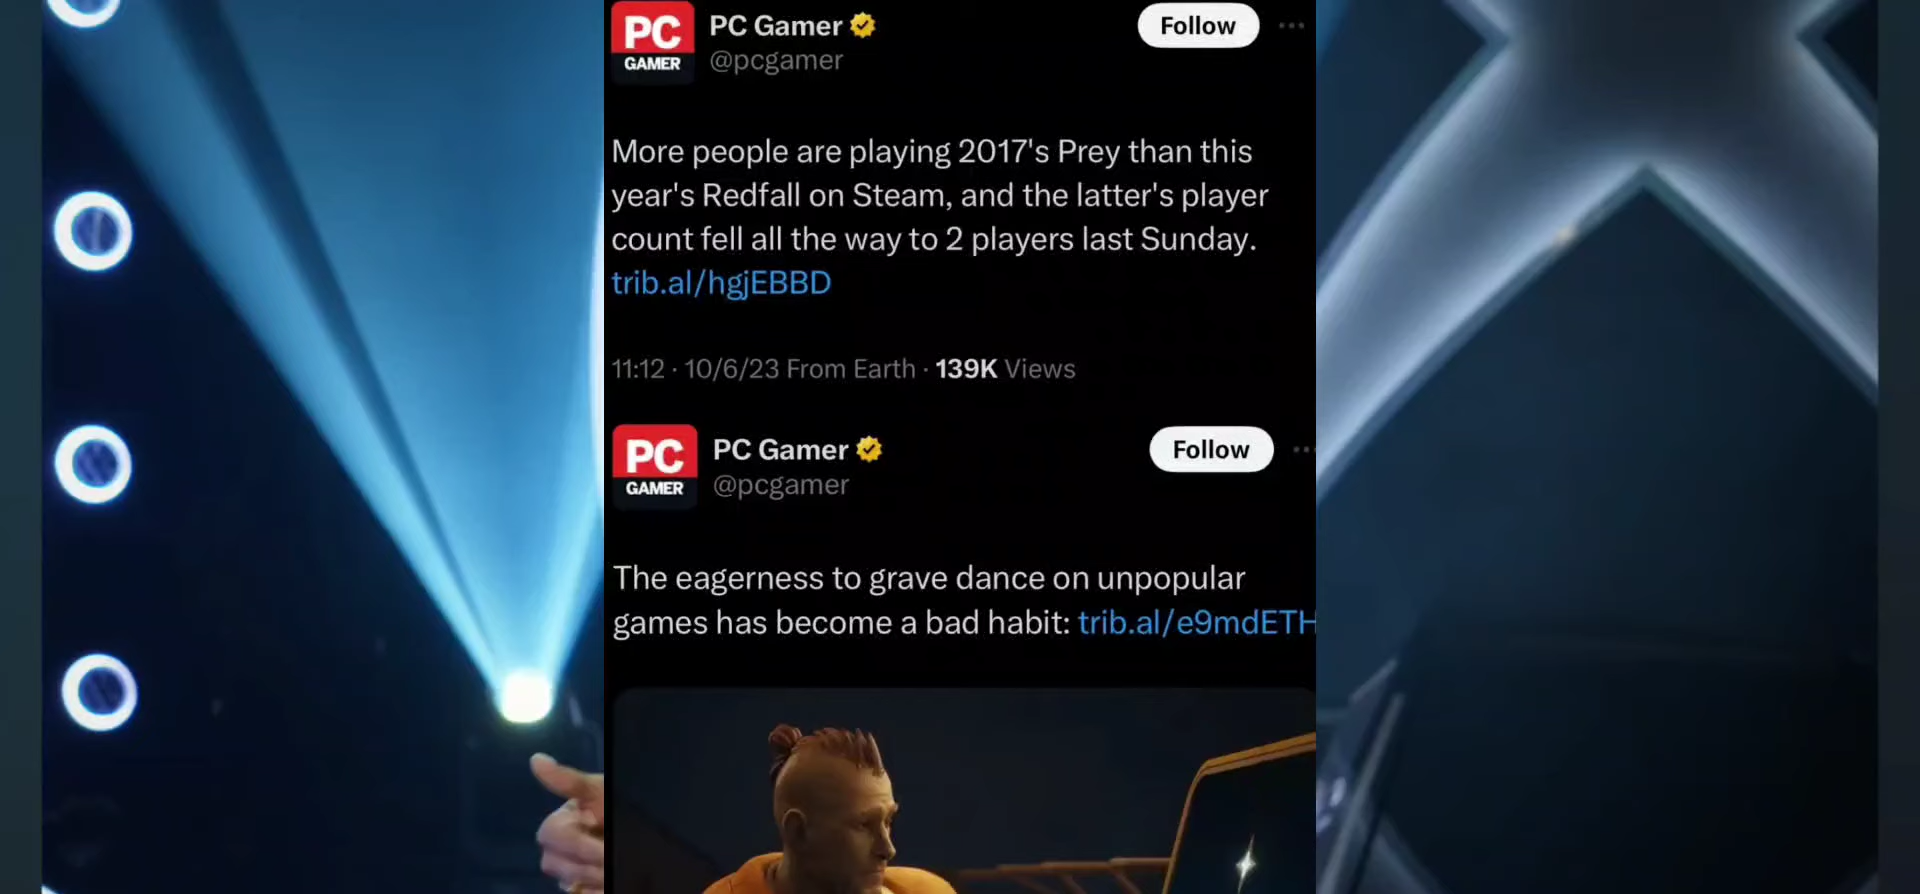 PC
GAMER
PC Gamer
@pcgamer
Follow
More people are playing 2017's Prey than this
year's Redfall on Steam, and the latter's player
count fell all the way to 2 players last Sunday.
trib.al/hgjEBBD
11:12 · 10/6/23 From Earth · 139K Views
PC
GAMER
PC Gamer
@pcgamer
Follow
The eagerness to grave dance on unpopular
games has become a bad habit: trib.al/e9mdETH